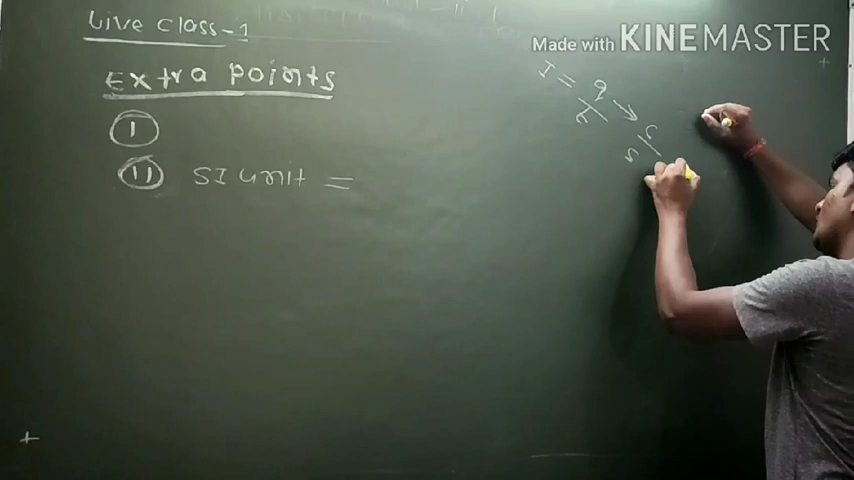 Live class-1
Extra points
I
II SI unit =
I = q/t → C/s
Made with KINEMASTER